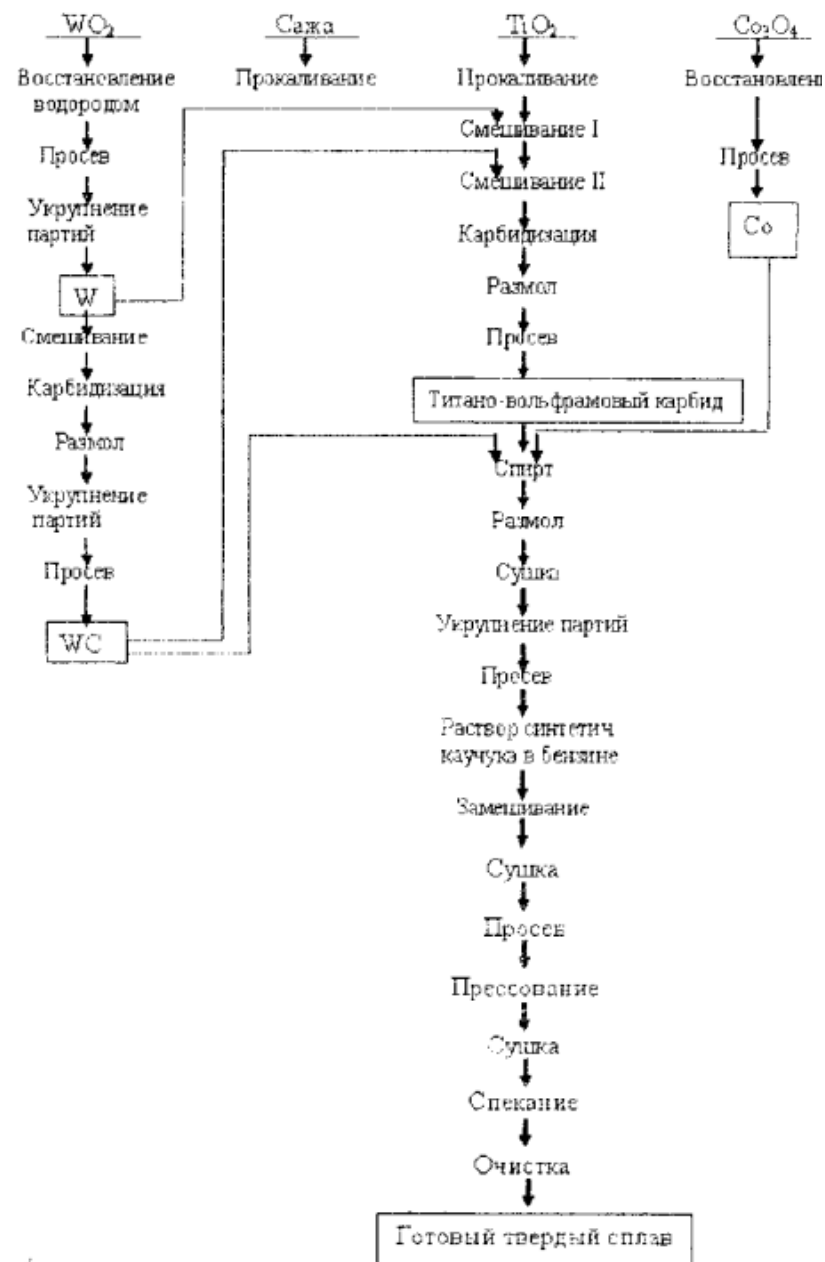 WO₂
Сажа
TiO₂
Co₃O₄
Восстановление
водородом
Просев
Укрупнение
партий
W
Смешивание
Карбидизация
Размол
Укрупнение
партий
Просев
WC
Прокаливание
Прокаливание
Смешивание I
Смешивание II
Карбидизация
Размол
Просев
Титано-вольфрамовый карбид
Спирт
Размол
Сушка
Укрупнение партий
Просев
Раствор синтетич
каучука в бензине
Замешивание
Сушка
Просев
Прессование
Сушка
Спекание
Очистка
Готовый твердый сплав
Восстановлени
Просев
Co